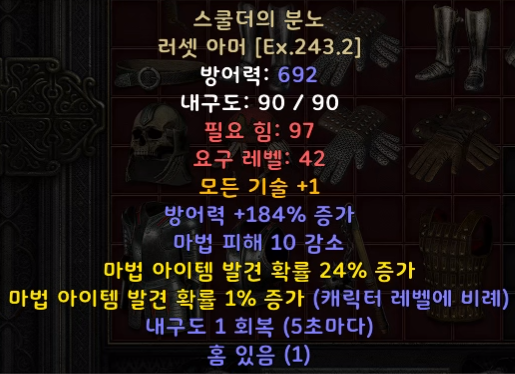 스쿨더의 분노
러셋 아머 [Ex.243.2]
방어력: 692
내구도: 90 / 90
필요 힘: 97
요구 레벨: 42
모든 기술 +1
방어력 +184% 증가
마법 피해 10 감소
마법 아이템 발견 확률 24% 증가
마법 아이템 발견 확률 1% 증가 (캐릭터 레벨에 비례)
내구도 1 회복 (5초마다)
홈 있음 (1)